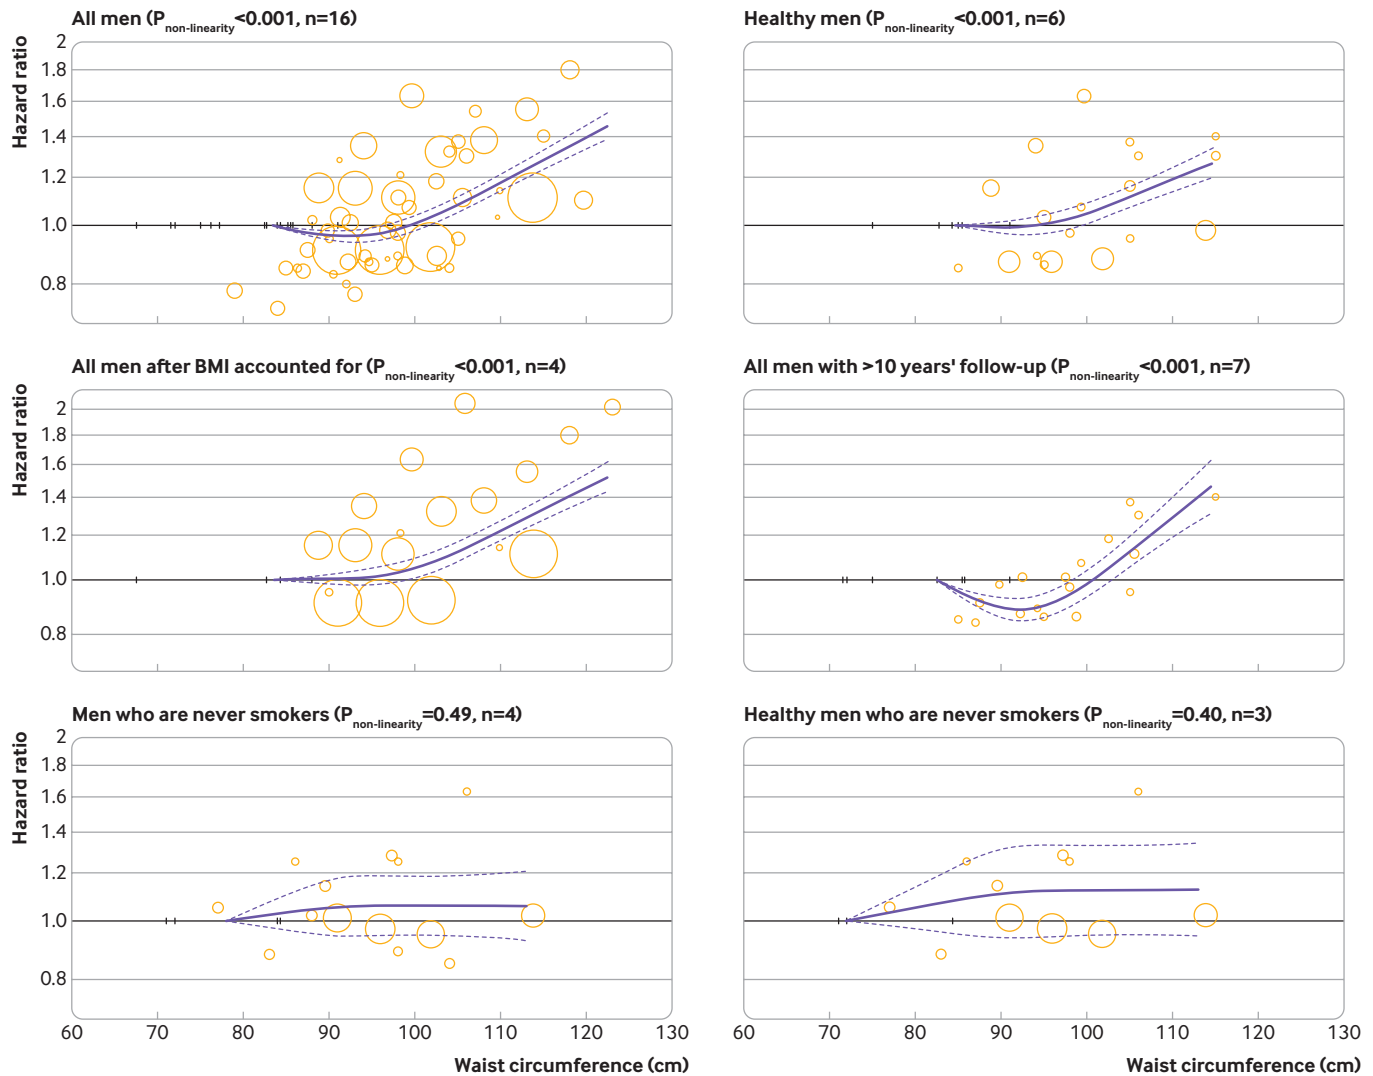 All men (Pnon-linearity<0.001, n=16)
Hazard ratio
2
1.8
1.6
1.4
1.2
1.0
0.8
Healthy men (Pnon-linearity<0.001, n=6)
All men after BMI accounted for (Pnon-linearity<0.001, n=4)
Hazard ratio
2
1.8
1.6
1.4
1.2
1.0
0.8
All men with >10 years' follow-up (Pnon-linearity<0.001, n=7)
Men who are never smokers (Pnon-linearity=0.49, n=4)
Hazard ratio
2
1.8
1.6
1.4
1.2
1.0
0.8
60 70 80 90 100 110 120 130
Waist circumference (cm)
Healthy men who are never smokers (Pnon-linearity=0.40, n=3)
60 70 80 90 100 110 120 130
Waist circumference (cm)